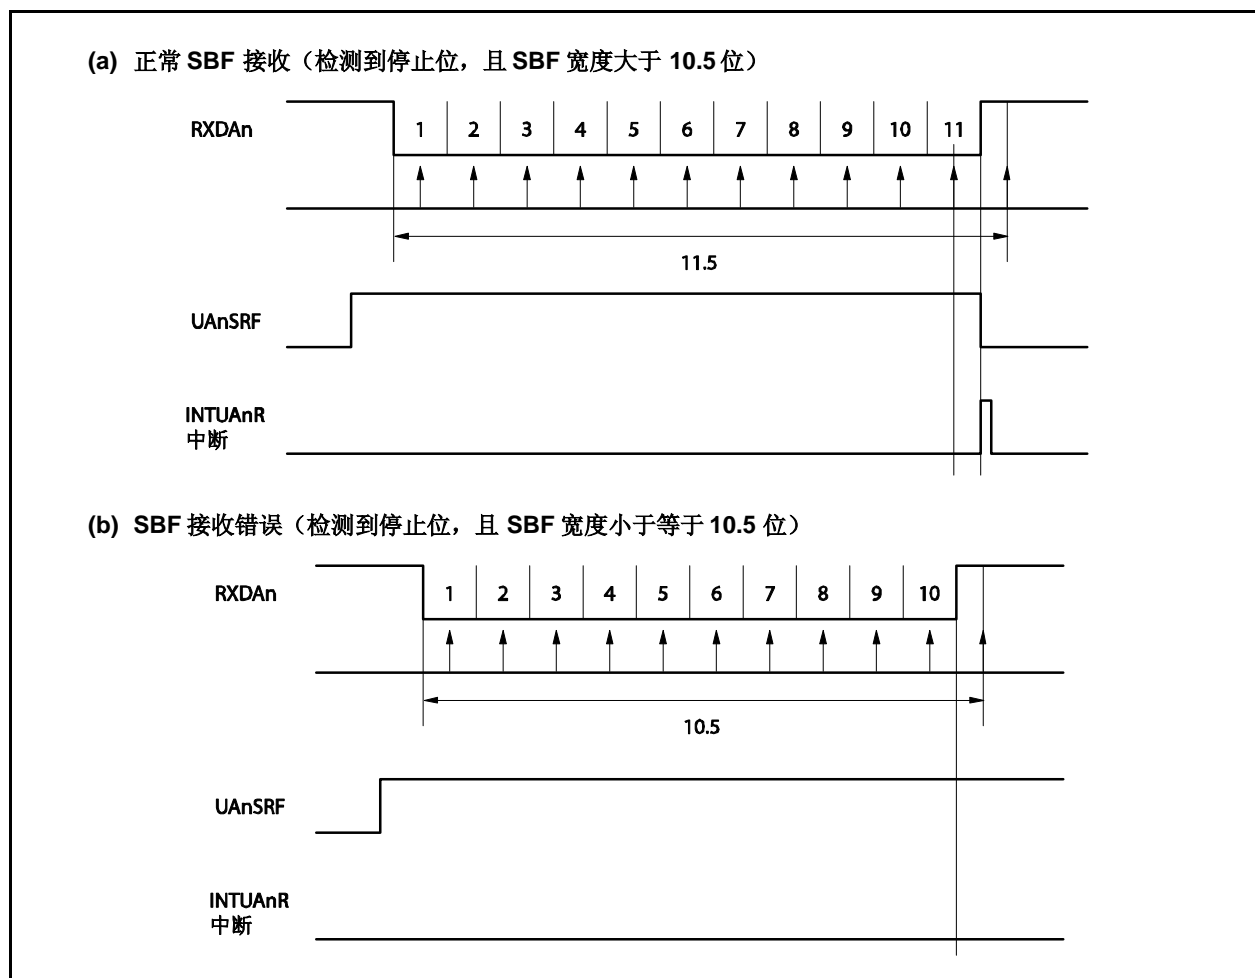 (a) 正常 SBF 接收（检测到停止位，且 SBF 宽度大于 10.5 位）
RXDAn
1 2 3 4 5 6 7 8 9 10 11
11.5
UAnSRF
INTUAnR
中断
(b) SBF 接收错误（检测到停止位，且 SBF 宽度小于等于 10.5 位）
RXDAn
1 2 3 4 5 6 7 8 9 10
10.5
UAnSRF
INTUAnR
中断